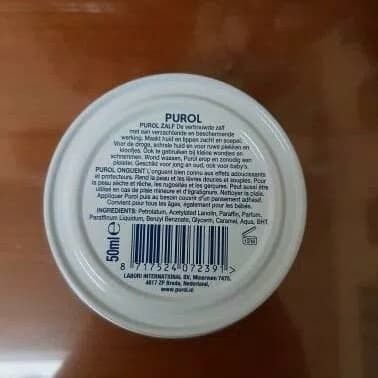 PUROL
PUROL ZALF De vertrouwde zalf
met een verzachtende en beschermende
werking. Maakt huid en lippen zacht en soepel.
Voor de droge, schrale huid en voor ruwe plekken en
kloofjes. Ook te gebruiken bij kleine wondjes en
schrammen. Wond wassen, Purol erop en zonodig een
pleister. Geschikt voor jong en oud, ook voor baby's.
PUROL ONGUENT L'onguent bien connu aux effets adoucissants
et protecteurs. Rend la peau et les lèvres douces et souples. Pour
la peau sèche et rêche, les rugosités et les gerçures. Peut aussi être
utilisé en cas de plaie mineure et d'égratignure. Nettoyer la plaie.
Appliquer Purol puis au besoin un pansement adhésif.
Convient pour tous les âges, également pour les bébés.
INGREDIENTS: Petrolatum, Acetylated Lanolin, Paraffin, Parfum,
Paraffinum Liquidum, Benzyl Benzoate, Glycerin, Caramel, Aqua, BHT.
50ml e
8 717524 072391 >
LABORI INTERNATIONAL BV, Minervum 7475,
4817 ZP Breda, Nederland,
www.purol.nl